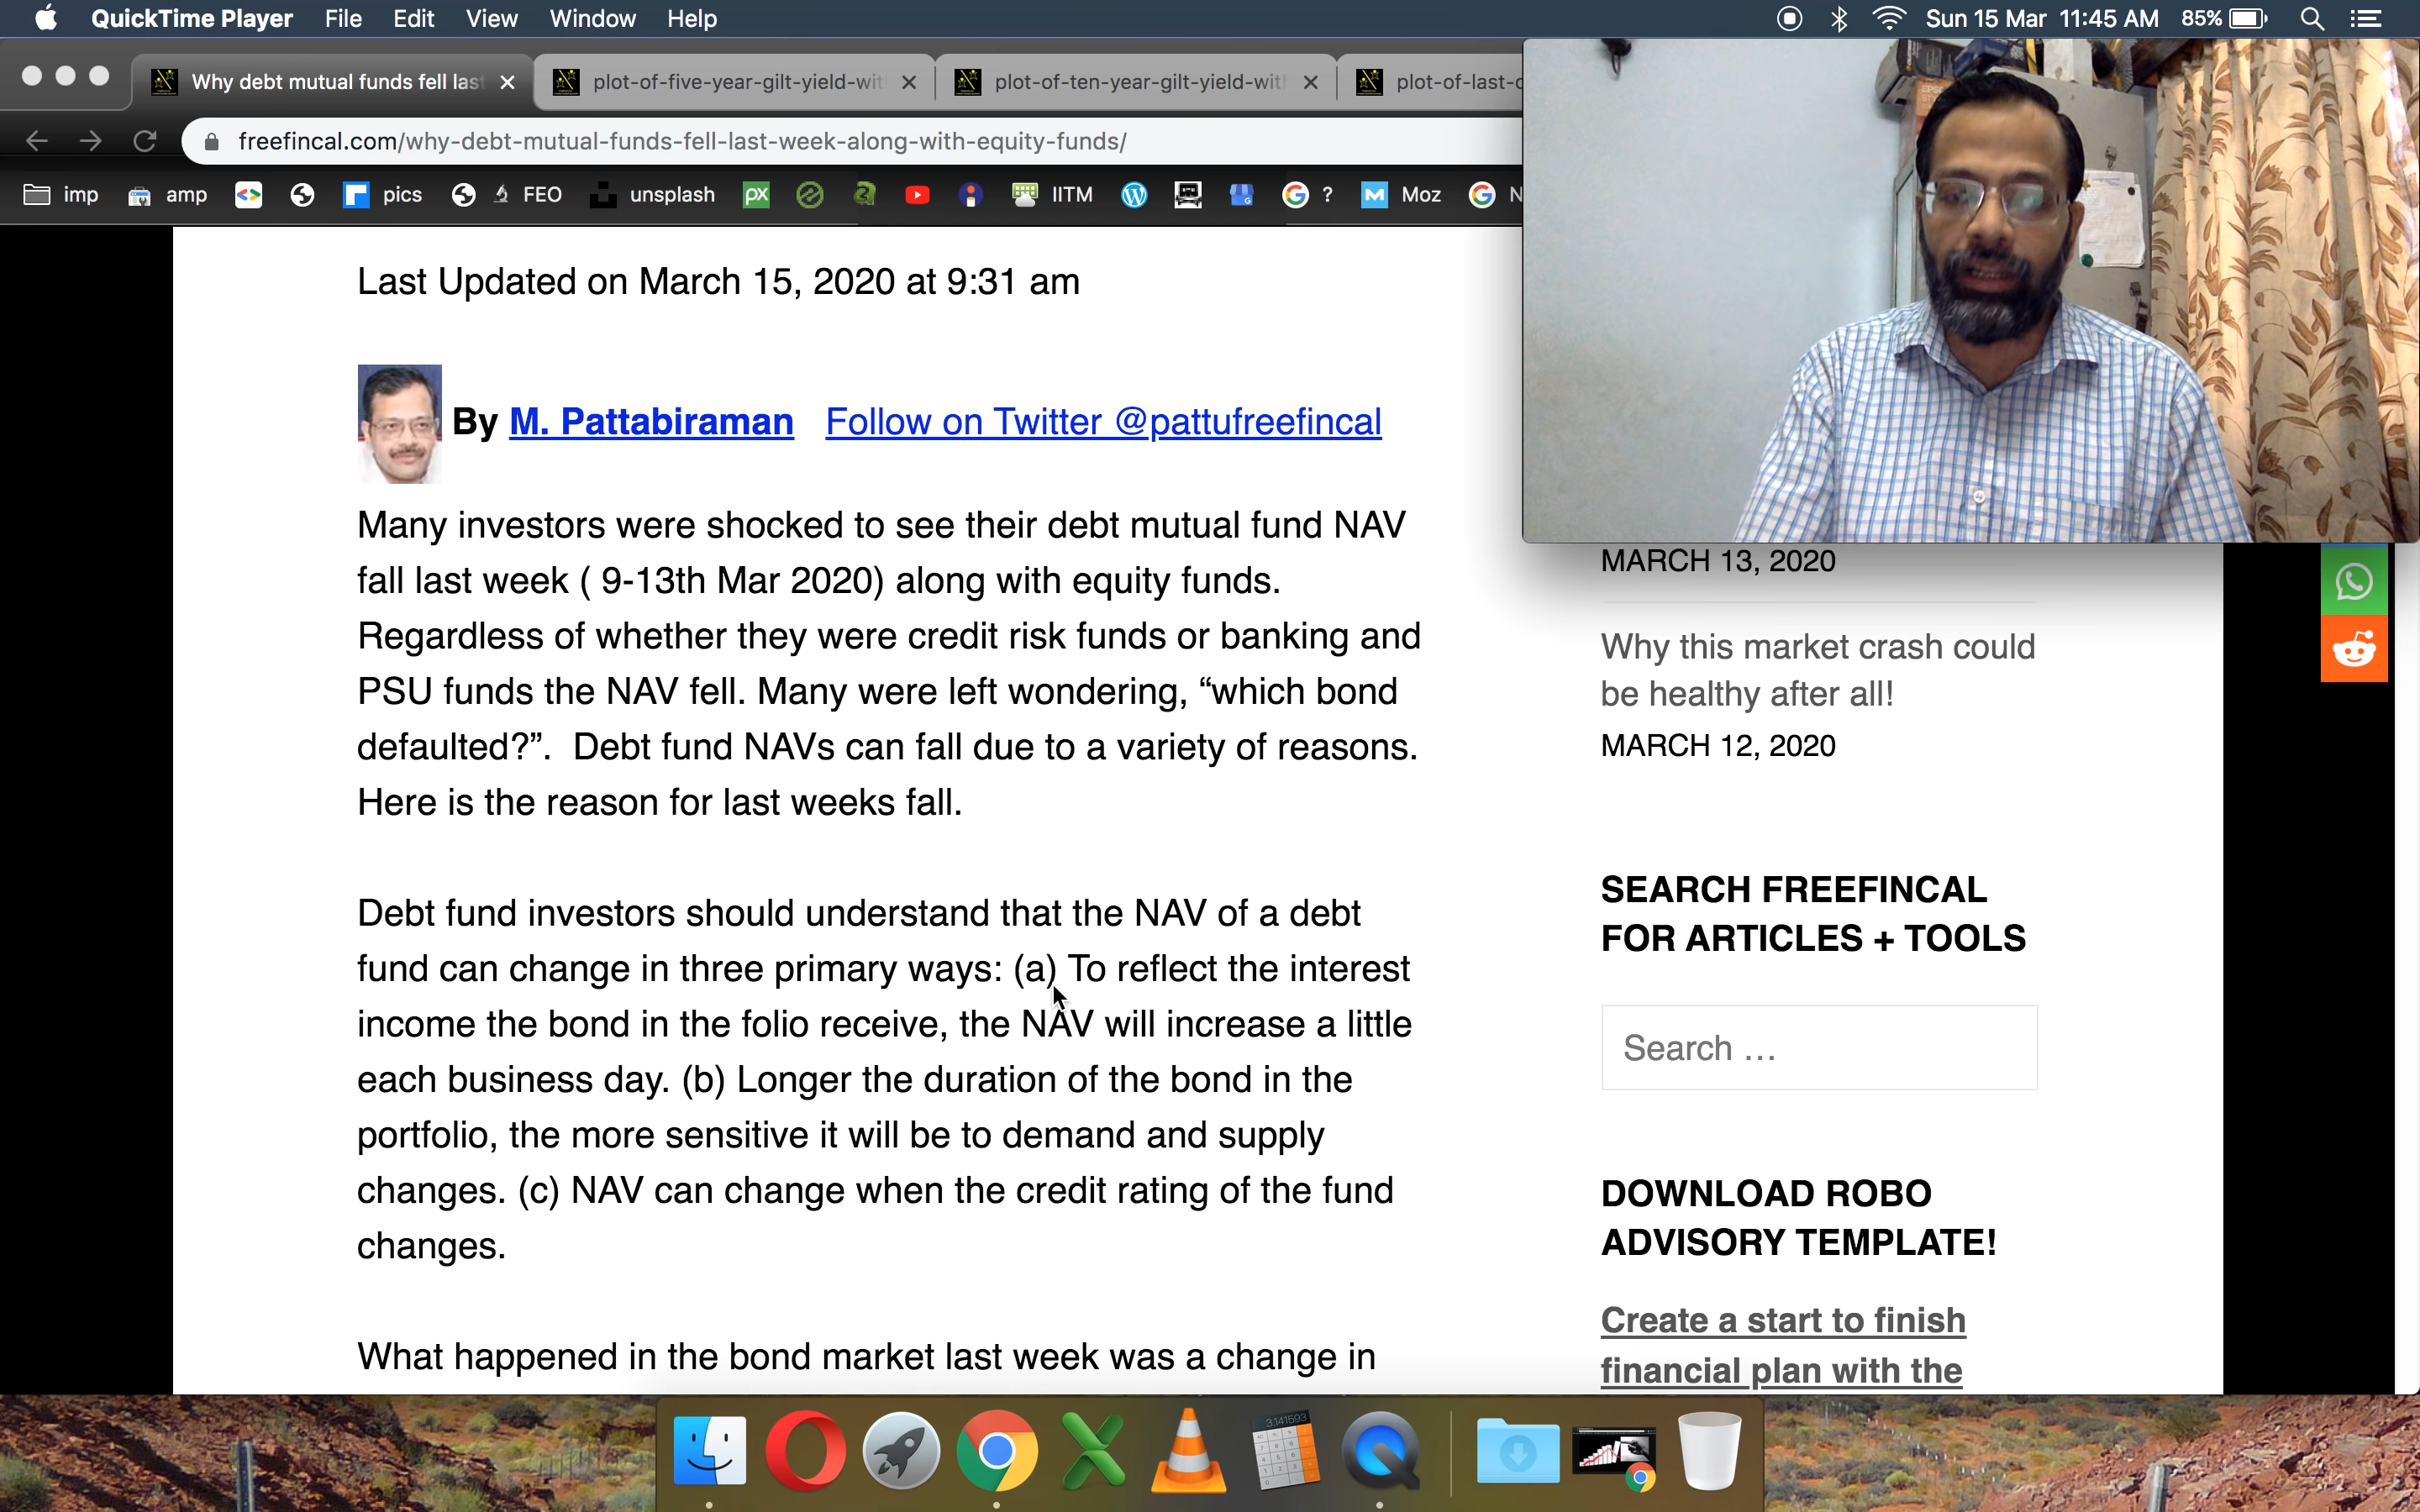 QuickTime Player File Edit View Window Help
Sun 15 Mar 11:45 AM 85%
Why debt mutual funds fell las
plot-of-five-year-gilt-yield-wit
plot-of-ten-year-gilt-yield-with
plot-of-last-
freefincal.com/why-debt-mutual-funds-fell-last-week-along-with-equity-funds/
imp amp pics FEO unsplash px IITM G ? M Moz G N
Last Updated on March 15, 2020 at 9:31 am
By M. Pattabiraman Follow on Twitter @pattufreefincal
Many investors were shocked to see their debt mutual fund NAV
fall last week ( 9-13th Mar 2020) along with equity funds.
Regardless of whether they were credit risk funds or banking and
PSU funds the NAV fell. Many were left wondering, “which bond
defaulted?”.  Debt fund NAVs can fall due to a variety of reasons.
Here is the reason for last weeks fall.
Debt fund investors should understand that the NAV of a debt
fund can change in three primary ways: (a) To reflect the interest
income the bond in the folio receive, the NAV will increase a little
each business day. (b) Longer the duration of the bond in the
portfolio, the more sensitive it will be to demand and supply
changes. (c) NAV can change when the credit rating of the fund
changes.
What happened in the bond market last week was a change in
MARCH 13, 2020
Why this market crash could
be healthy after all!
MARCH 12, 2020
SEARCH FREEFINCAL
FOR ARTICLES + TOOLS
Search …
DOWNLOAD ROBO
ADVISORY TEMPLATE!
Create a start to finish
financial plan with the
3.141593